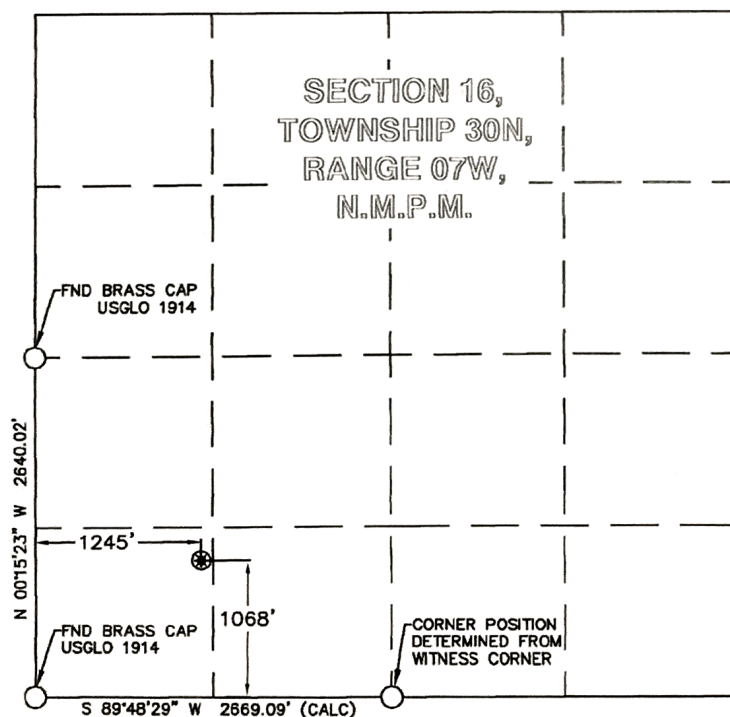 SECTION 16,
TOWNSHIP 30N,
RANGE 07W,
N.M.P.M.
FND BRASS CAP
USGLO 1914
N 00°15'23" W 2640.02'
1245'
1068'
FND BRASS CAP
USGLO 1914
CORNER POSITION
DETERMINED FROM
WITNESS CORNER
S 89°48'29" W 2669.09' (CALC)